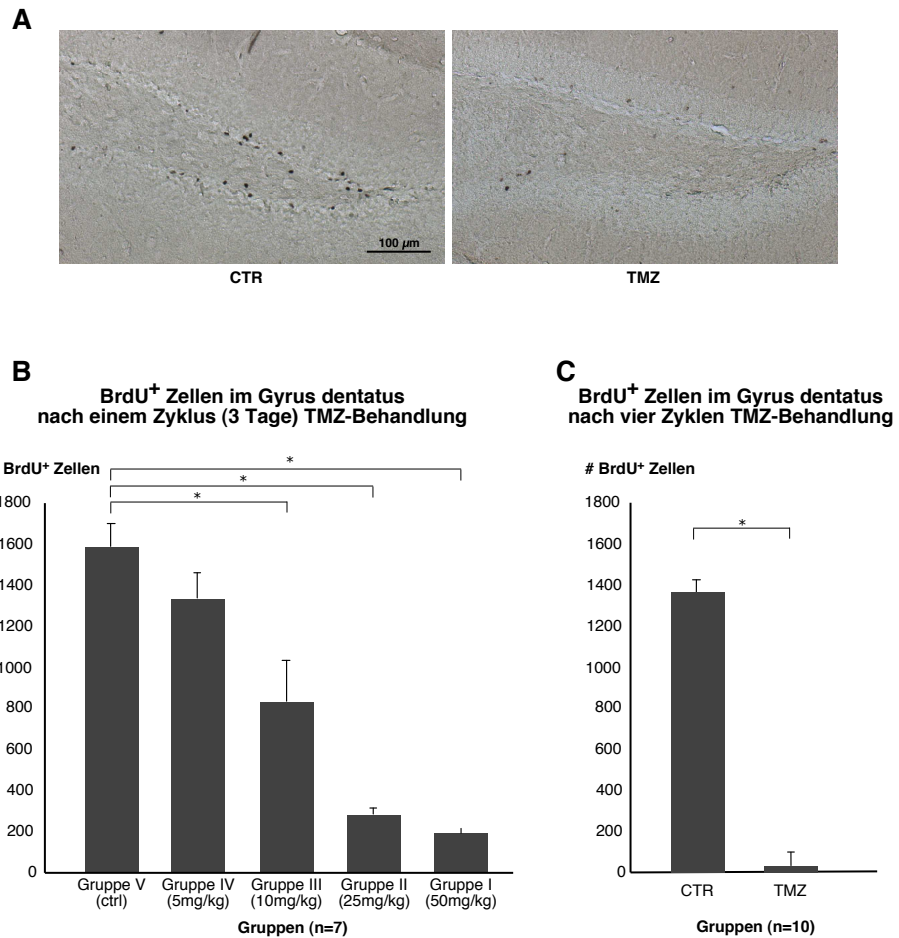 A
100 µm
CTR
TMZ
B
BrdU+ Zellen im Gyrus dentatus
nach einem Zyklus (3 Tage) TMZ-Behandlung
BrdU+ Zellen
*
*
*
1800
1600
1400
1200
1000
800
600
400
200
0
Gruppe V
(ctrl)
Gruppe IV
(5mg/kg)
Gruppe III
(10mg/kg)
Gruppe II
(25mg/kg)
Gruppe I
(50mg/kg)
Gruppen (n=7)
C
BrdU+ Zellen im Gyrus dentatus
nach vier Zyklen TMZ-Behandlung
# BrdU+ Zellen
*
1800
1600
1400
1200
1000
800
600
400
200
0
CTR
TMZ
Gruppen (n=10)